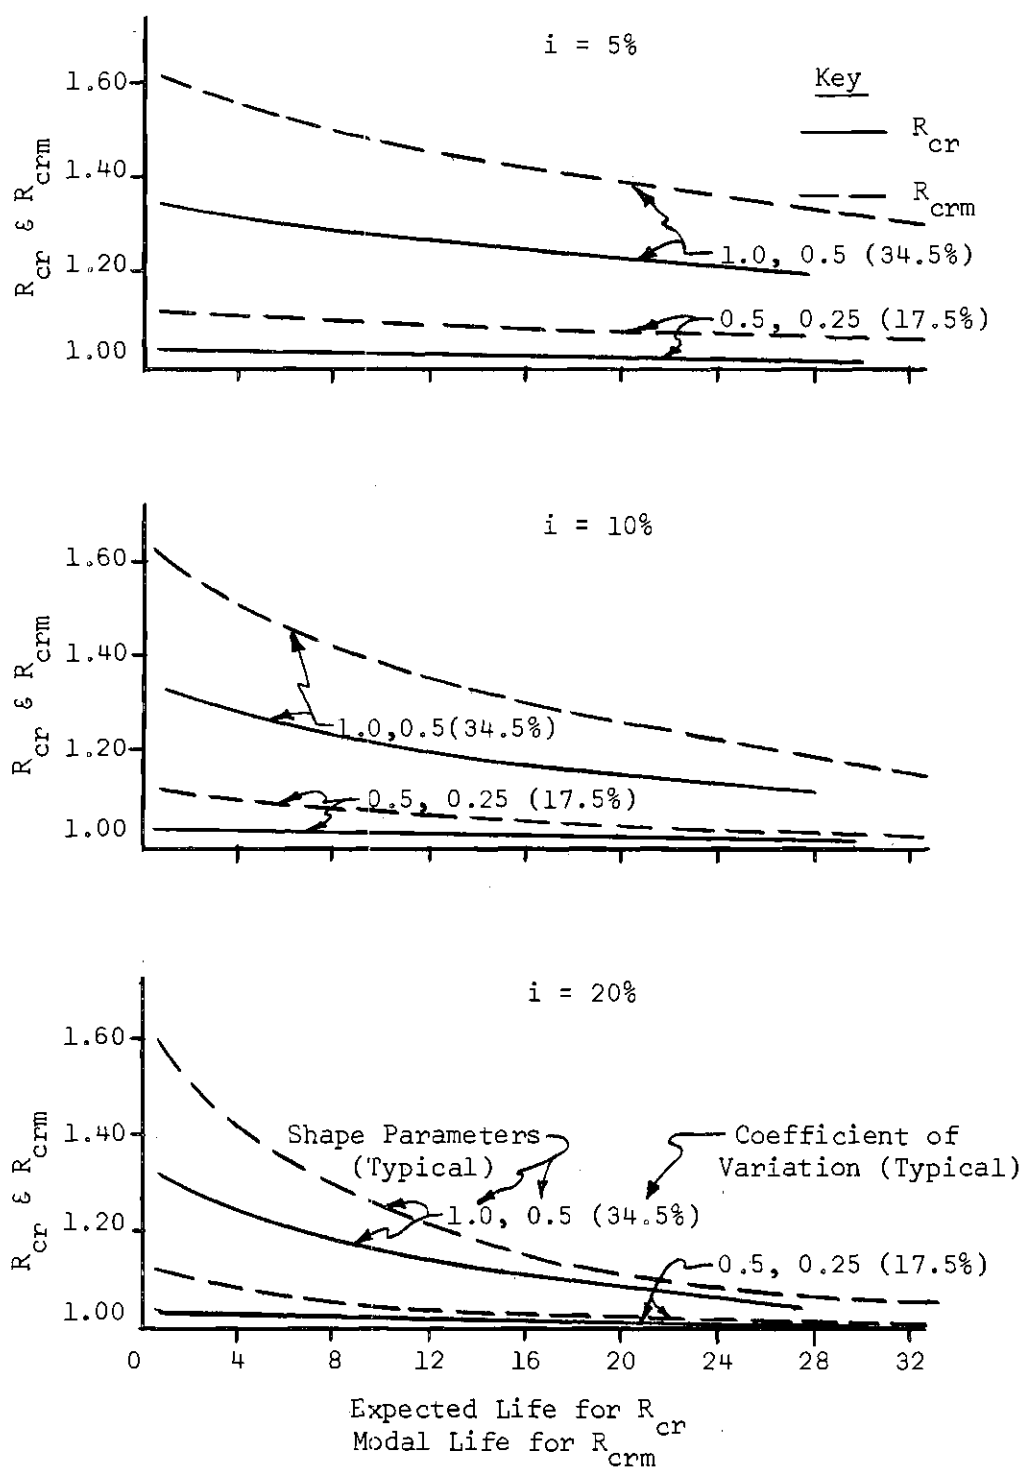 i = 5%
Key
R_cr
R_crm
1.60
1.40
1.20
1.00
R_cr & R_crm
1.0, 0.5 (34.5%)
0.5, 0.25 (17.5%)
i = 10%
1.60
1.40
1.20
1.00
R_cr & R_crm
1.0,0.5(34.5%)
0.5, 0.25 (17.5%)
i = 20%
1.60
1.40
1.20
1.00
R_cr & R_crm
Shape Parameters
(Typical)
Coefficient of
Variation (Typical)
1.0, 0.5 (34.5%)
0.5, 0.25 (17.5%)
0 4 8 12 16 20 24 28 32
Expected Life for R_cr
Modal Life for R_crm